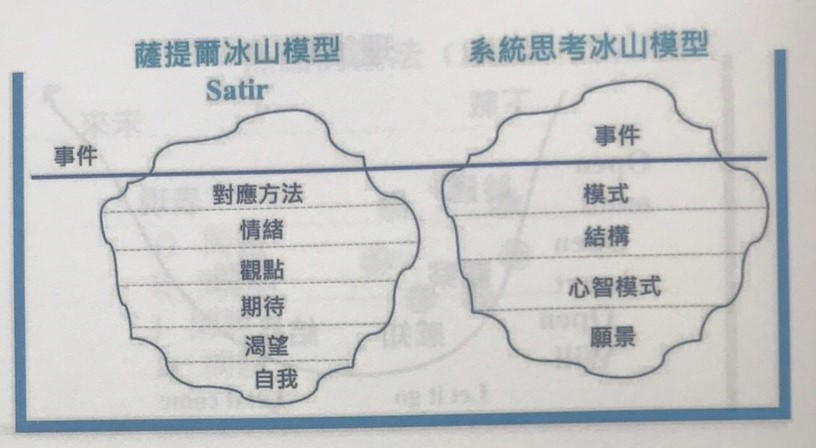 薩提爾冰山模型
Satir
事件
對應方法
情緒
觀點
期待
渴望
自我
系統思考冰山模型
事件
模式
結構
心智模式
願景